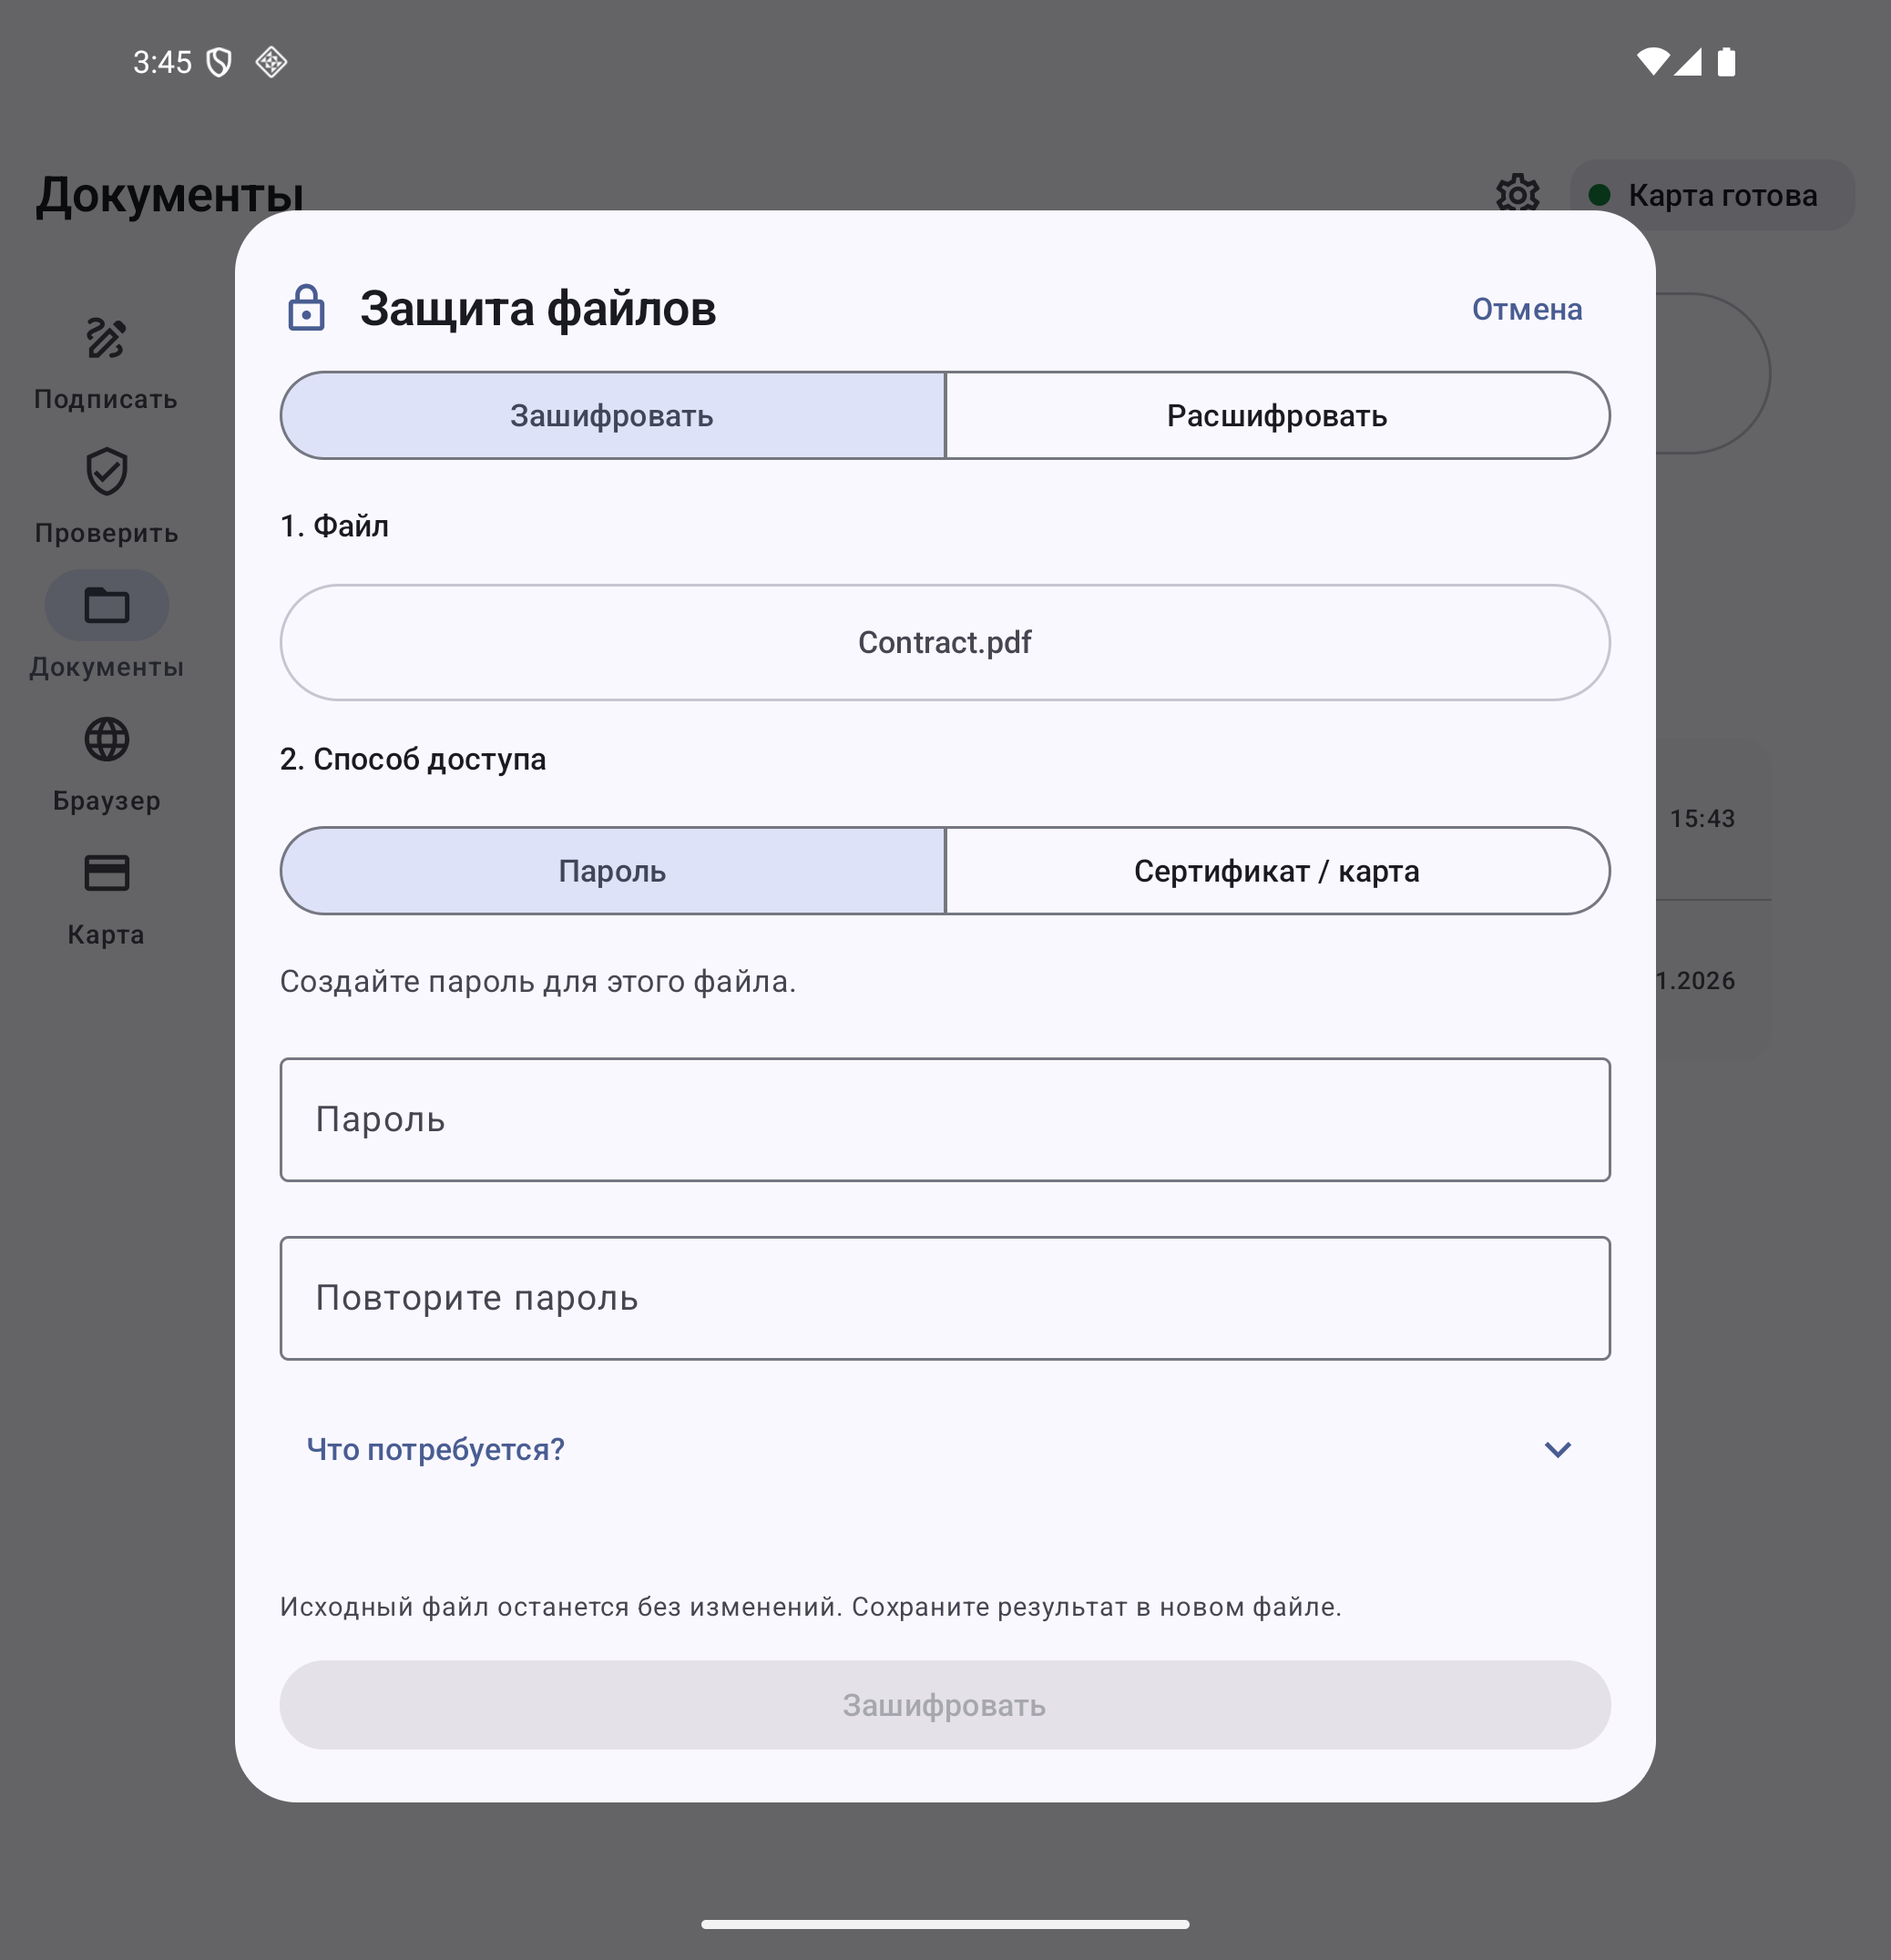 3:45
Документы
Карта готова
Подписать
Проверить
Документы
Браузер
Карта
Защита файлов
Отмена
Зашифровать
Расшифровать
1. Файл
Contract.pdf
2. Способ доступа
Пароль
Сертификат / карта
15:43
Создайте пароль для этого файла.
1.2026
Пароль
Повторите пароль
Что потребуется?
Исходный файл останется без изменений. Сохраните результат в новом файле.
Зашифровать